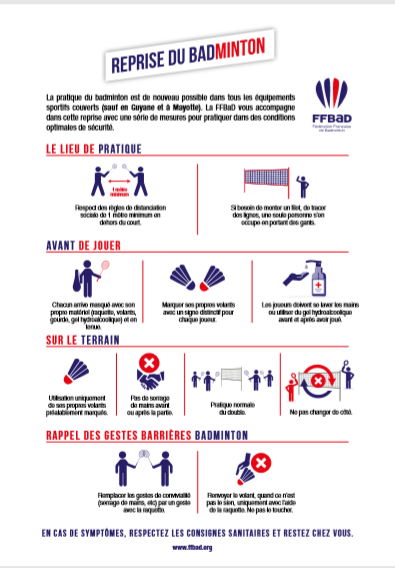 REPRISE DU BADMINTON
La pratique du badminton est de nouveau possible dans tous les équipements
sportifs couverts (sauf en Guyane et à Mayotte). La FFBaD vous accompagne
dans cette reprise avec une série de mesures pour pratiquer dans des conditions
optimales de sécurité.
FFBaD
Fédération Française
de Badminton
LE LIEU DE PRATIQUE
1 mètre
minimum
Respect des règles de distanciation
sociale de 1 mètre minimum en
dehors du court.
Si besoin de monter un filet, de tracer
des lignes, une seule personne s'en
occupe en portant des gants.
AVANT DE JOUER
Chacun arrive masqué avec son
propre matériel (raquette, volants,
gourde, gel hydroalcoolique) et en
tenue.
Marquer ses propres volants
avec un signe distinctif pour
chaque joueur.
Les joueurs doivent se laver les mains
ou utiliser du gel hydroalcoolique
avant et après avoir joué.
SUR LE TERRAIN
Utilisation uniquement
de ses propres volants
préalablement marqués.
Pas de serrage
de mains avant
ou après la partie.
Pratique normale
du double.
Ne pas changer de côté.
RAPPEL DES GESTES BARRIÈRES BADMINTON
Remplacer les gestes de convivialité
(serrage de mains, etc) par un geste
avec la raquette.
Renvoyer le volant, quand ce n'est
pas le sien, uniquement avec l'aide
de la raquette. Ne pas le toucher.
EN CAS DE SYMPTÔMES, RESPECTEZ LES CONSIGNES SANITAIRES ET RESTEZ CHEZ VOUS.
www.ffbad.org